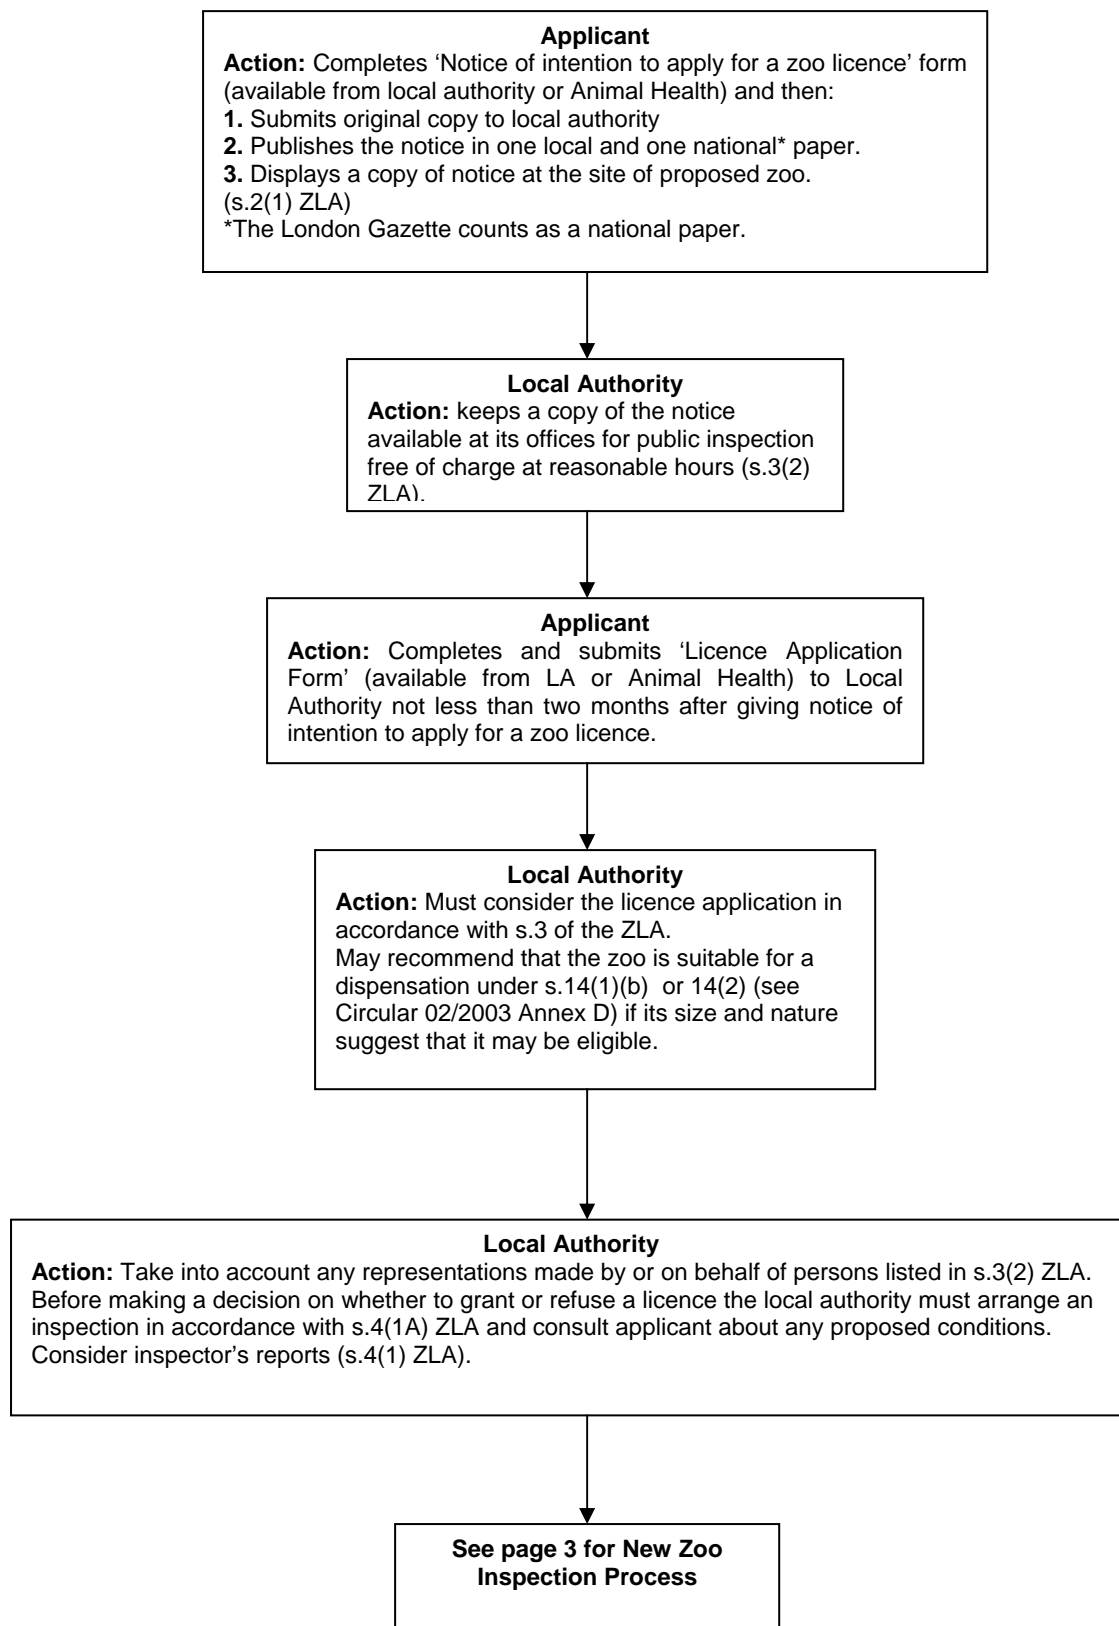 Applicant
Action: Completes ‘Notice of intention to apply for a zoo licence’ form
(available from local authority or Animal Health) and then:
1. Submits original copy to local authority
2. Publishes the notice in one local and one national* paper.
3. Displays a copy of notice at the site of proposed zoo.
(s.2(1) ZLA)
*The London Gazette counts as a national paper.
Local Authority
Action: keeps a copy of the notice
available at its offices for public inspection
free of charge at reasonable hours (s.3(2)
ZLA).
Applicant
Action: Completes and submits ‘Licence Application
Form’ (available from LA or Animal Health) to Local
Authority not less than two months after giving notice of
intention to apply for a zoo licence.
Local Authority
Action: Must consider the licence application in
accordance with s.3 of the ZLA.
May recommend that the zoo is suitable for a
dispensation under s.14(1)(b) or 14(2) (see
Circular 02/2003 Annex D) if its size and nature
suggest that it may be eligible.
Local Authority
Action: Take into account any representations made by or on behalf of persons listed in s.3(2) ZLA.
Before making a decision on whether to grant or refuse a licence the local authority must arrange an
inspection in accordance with s.4(1A) ZLA and consult applicant about any proposed conditions.
Consider inspector’s reports (s.4(1) ZLA).
See page 3 for New Zoo
Inspection Process